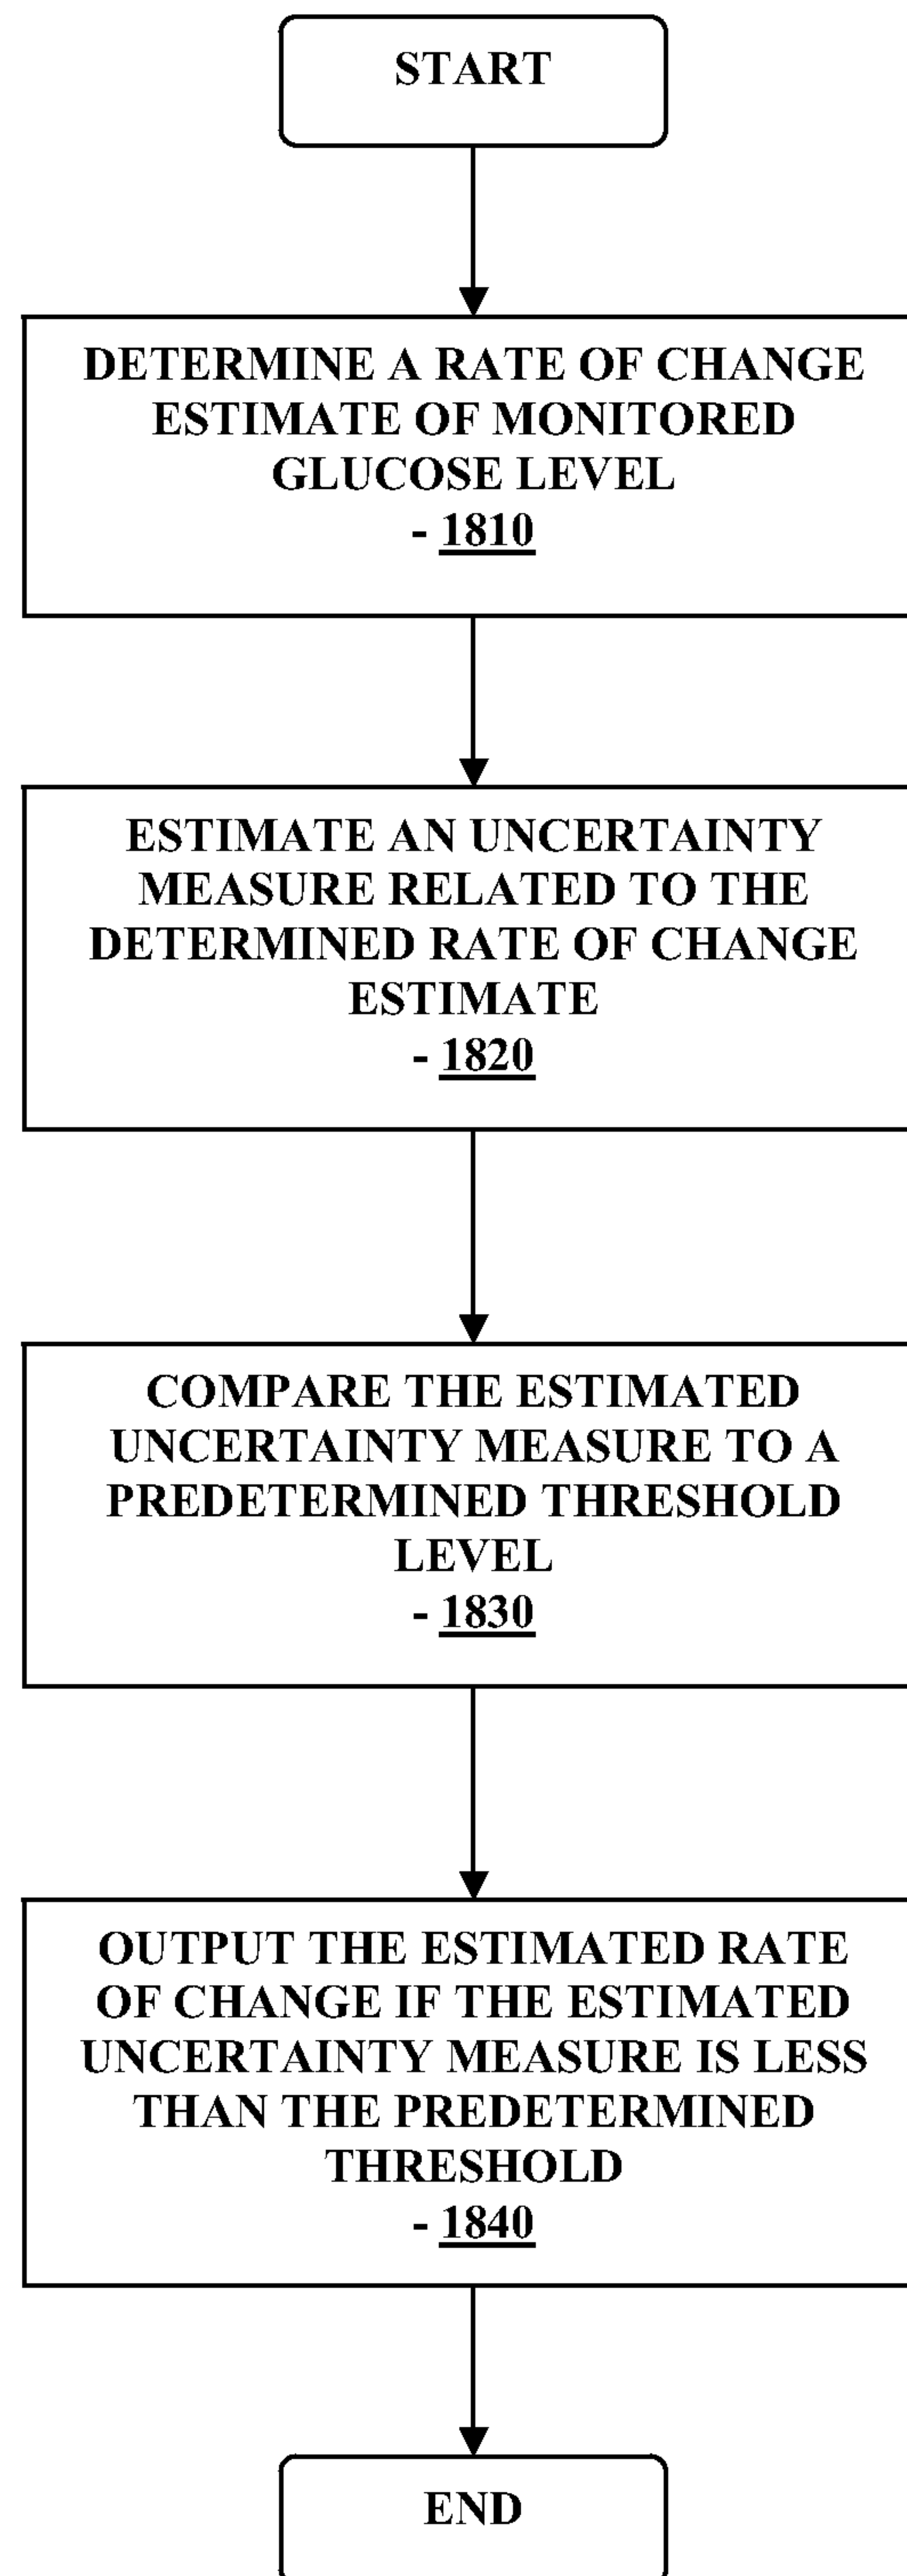 START
DETERMINE A RATE OF CHANGE
ESTIMATE OF MONITORED
GLUCOSE LEVEL
- 1810
ESTIMATE AN UNCERTAINTY
MEASURE RELATED TO THE
DETERMINED RATE OF CHANGE
ESTIMATE
- 1820
COMPARE THE ESTIMATED
UNCERTAINTY MEASURE TO A
PREDETERMINED THRESHOLD
LEVEL
- 1830
OUTPUT THE ESTIMATED RATE
OF CHANGE IF THE ESTIMATED
UNCERTAINTY MEASURE IS LESS
THAN THE PREDETERMINED
THRESHOLD
- 1840
END